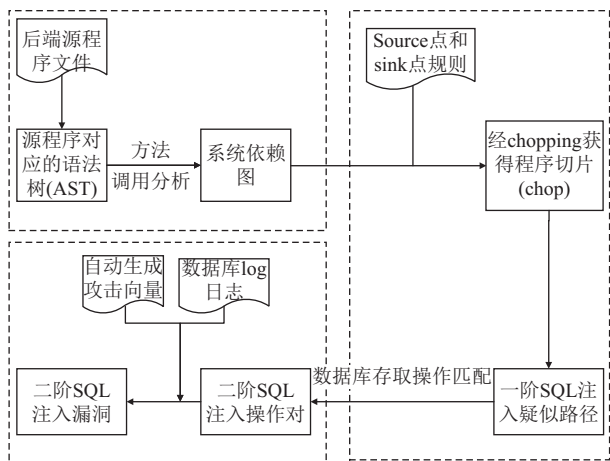 后端源程
序文件
Source点和
sink点规则
源程序对
应的语法
树(AST)
方法
调用分析
系统依赖
图
经chopping获
得程序切片
(chop)
自动生成
攻击向量
数据库log
日志
二阶SQL
注入漏洞
二阶SQL
注入操作对
数据库存取操作匹配
一阶SQL注
入疑似路径